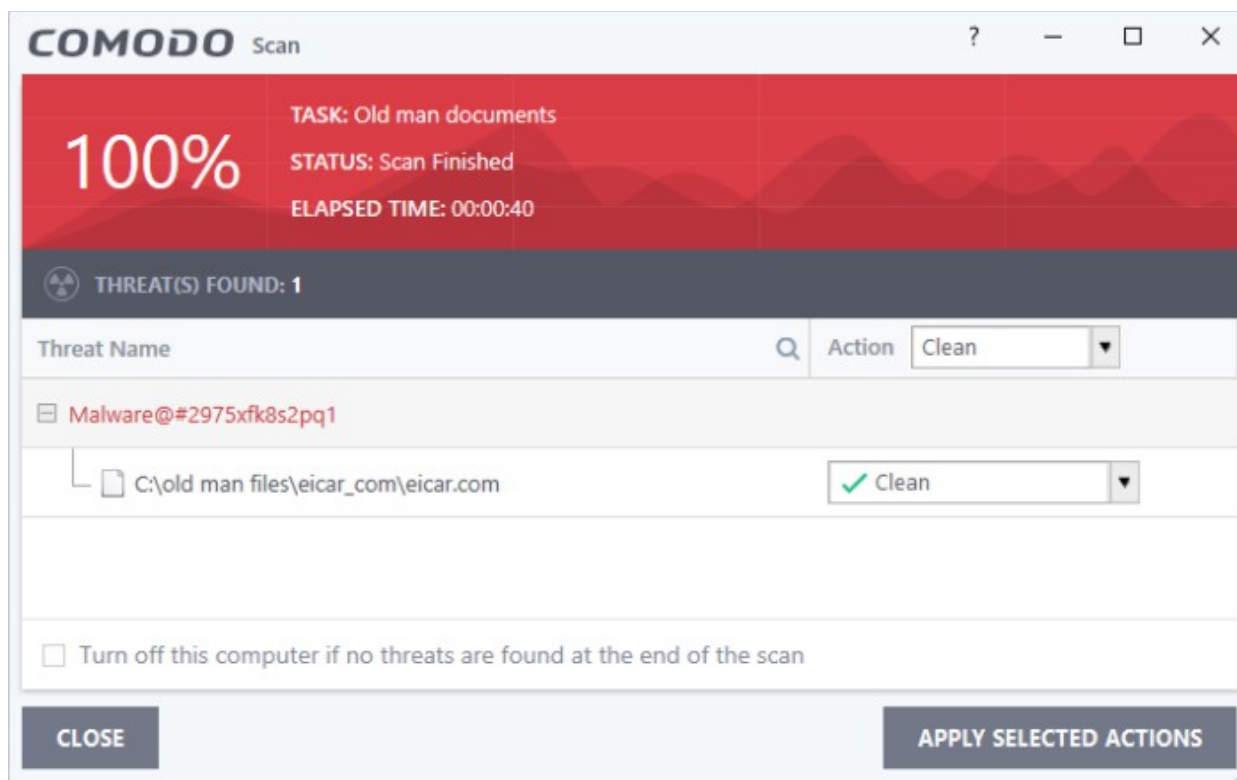 COMODO Scan
100%
TASK: Old man documents
STATUS: Scan Finished
ELAPSED TIME: 00:00:40
THREAT(S) FOUND: 1
Threat Name Action Clean
Malware@#2975xfk8s2pq1
C:\old man files\eicar_com\eicar.com Clean
Turn off this computer if no threats are found at the end of the scan
CLOSE APPLY SELECTED ACTIONS